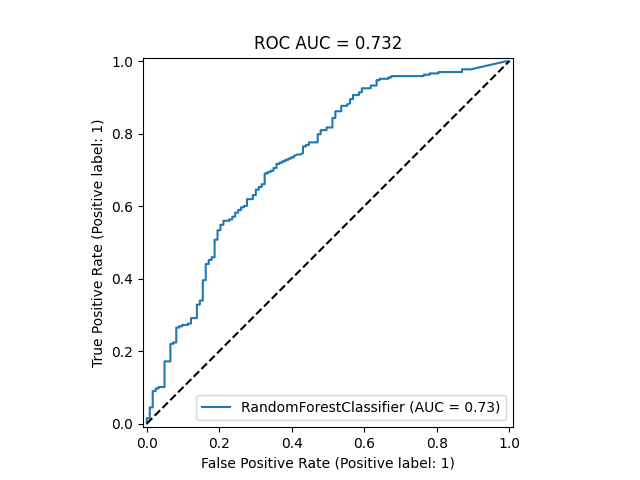 ROC AUC = 0.732
1.0
0.8
0.6
0.4
0.2
0.0
True Positive Rate (Positive label: 1)
RandomForestClassifier (AUC = 0.73)
0.0 0.2 0.4 0.6 0.8 1.0
False Positive Rate (Positive label: 1)